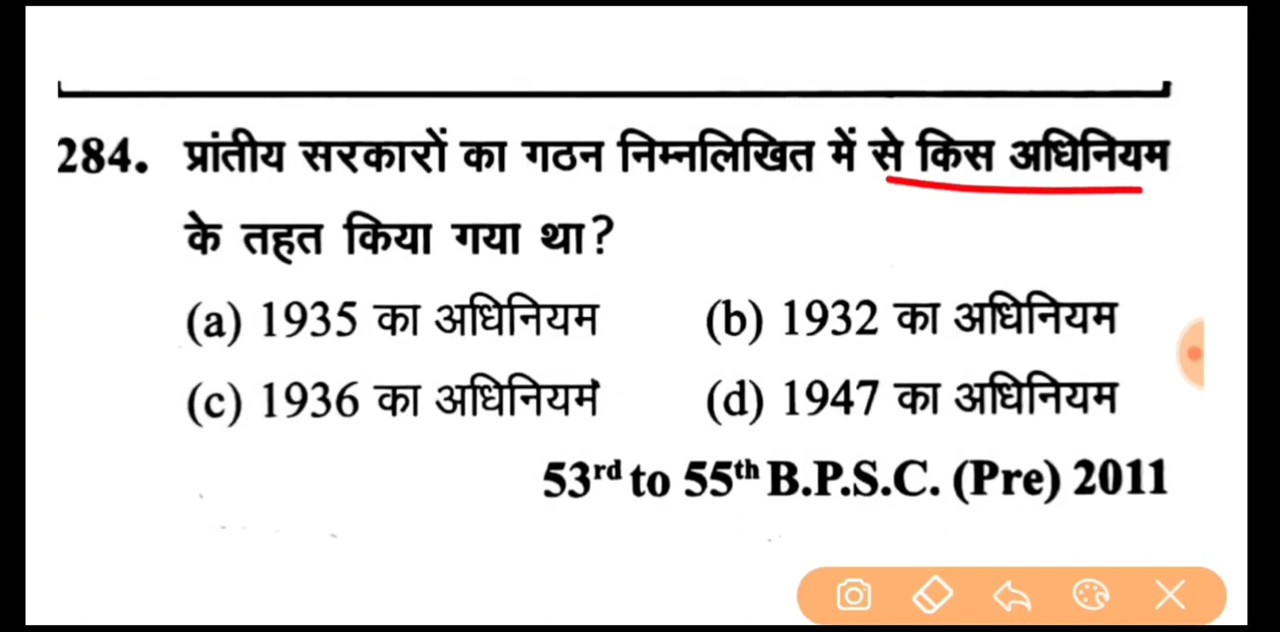 284. प्रांतीय सरकारों का गठन निम्नलिखित में से किस अधिनियम
के तहत किया गया था?
(a) 1935 का अधिनियम (b) 1932 का अधिनियम
(c) 1936 का अधिनियम (d) 1947 का अधिनियम
53rd to 55th B.P.S.C. (Pre) 2011